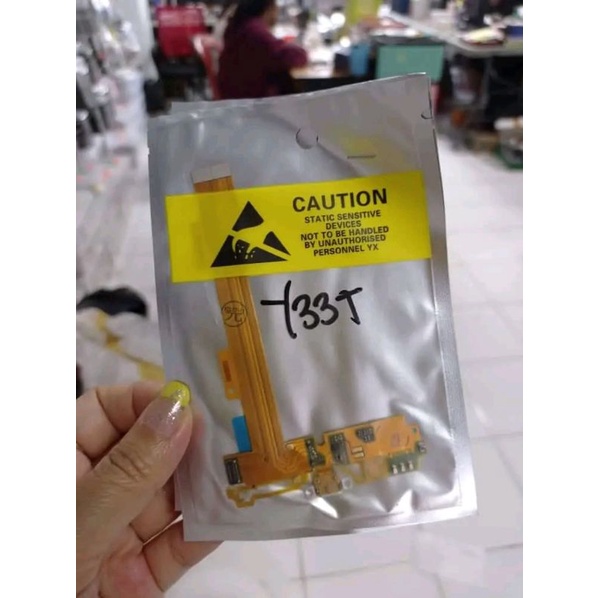 CAUTION
STATIC SENSITIVE
DEVICES
NOT TO BE HANDLED
BY UNAUTHORISED
PERSONNEL YX
Y33T